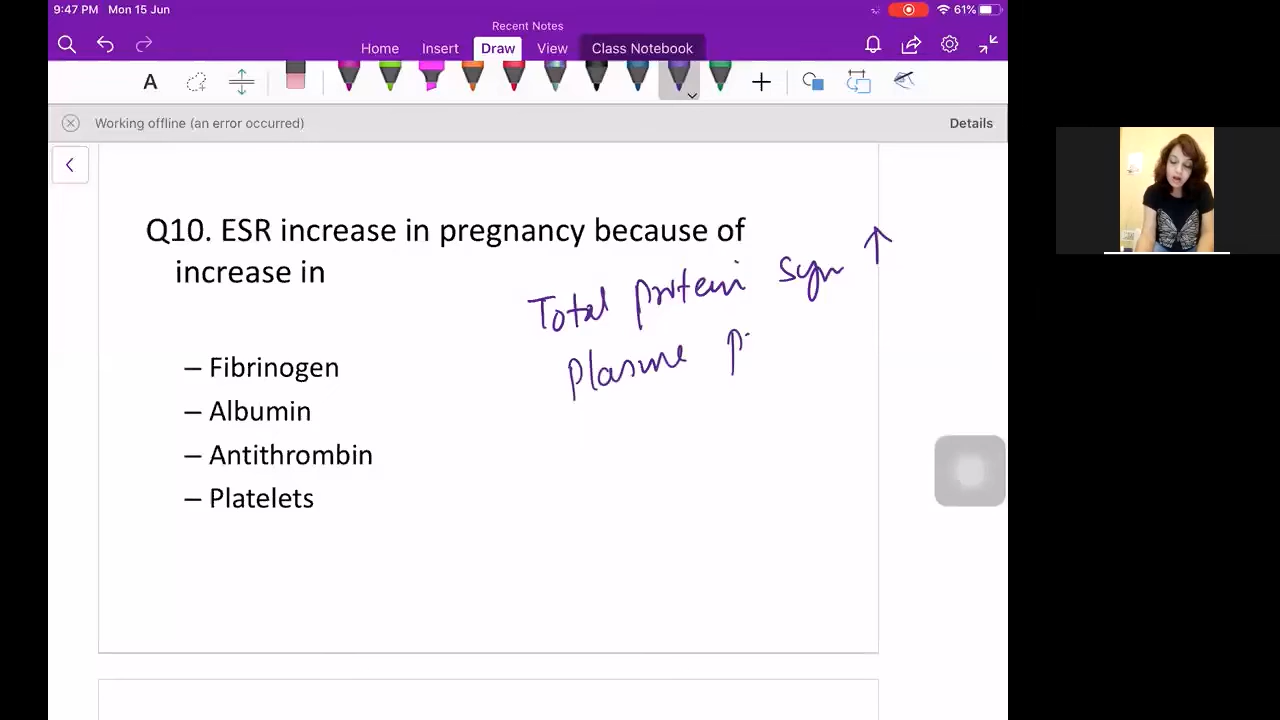 9:47 PM Mon 15 Jun
61%
Recent Notes
Home Insert Draw View Class Notebook
A
Working offline (an error occurred) Details
Q10. ESR increase in pregnancy because of
increase in
Total protein syn ↑
Plasma
– Fibrinogen
– Albumin
– Antithrombin
– Platelets